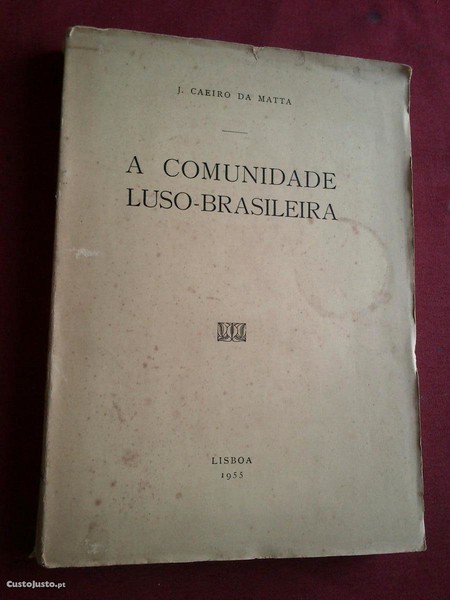 J. CAEIRO DA MATTA
A COMUNIDADE
LUSO-BRASILEIRA
LISBOA
1953
CustoJusto.pt